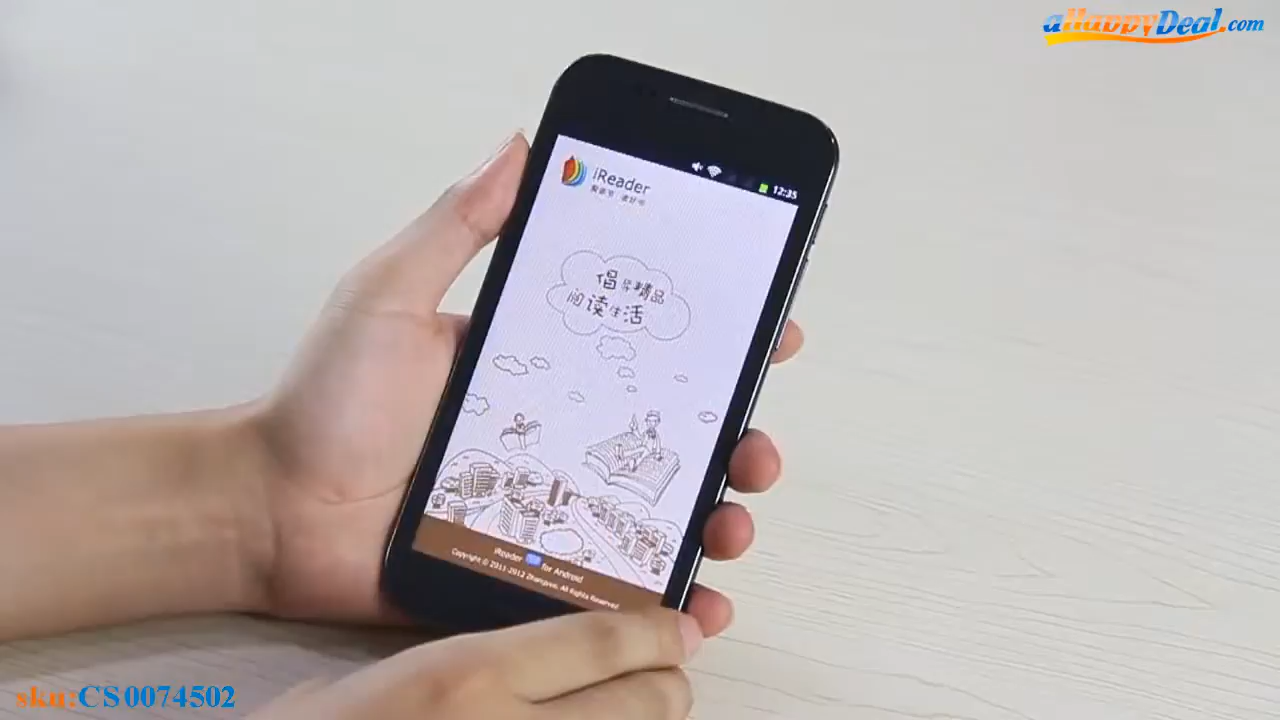 aHappyDeal.com
12:35
iReader
倡导精品
阅读生活
iReader for Android
Copyright © 2011-2012 Zhangyue, All Rights Reserved
sku:CS0074502